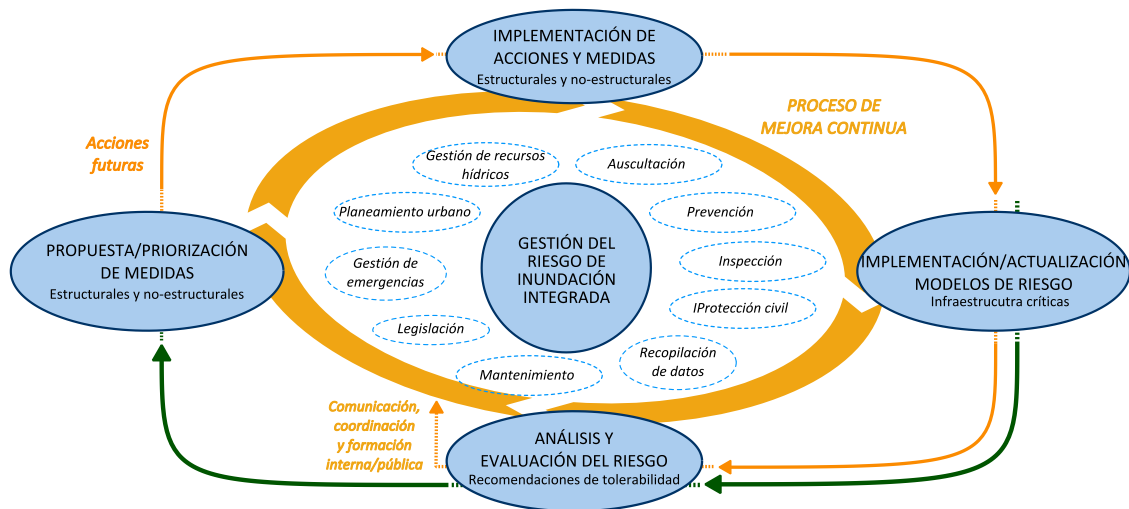 IMPLEMENTACIÓN DE
ACCIONES Y MEDIDAS
Estructurales y no-estructurales
PROCESO DE
MEJORA CONTINUA
Acciones
futuras
Gestión de recursos
hídricos
Auscultación
Planeamiento urbano
Prevención
PROPUESTA/PRIORIZACIÓN
DE MEDIDAS
Estructurales y no-estructurales
GESTIÓN DEL
RIESGO DE
INUNDACIÓN
INTEGRADA
Gestión de
emergencias
Inspección
IMPLEMENTACIÓN/ACTUALIZACIÓN
MODELOS DE RIESGO
Infraestrucutra críticas
IProtección civil
Legislación
Recopilación
de datos
Mantenimiento
Comunicación,
coordinación
y formación
interna/pública
ANÁLISIS Y
EVALUACIÓN DEL RIESGO
Recomendaciones de tolerabilidad